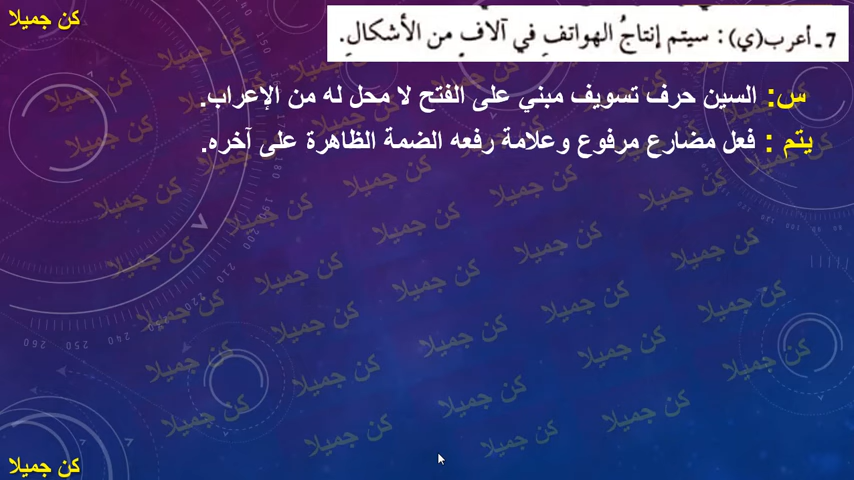 كن جميلا
7ـ أعرب(ي) : سيتم إنتاجُ الهواتفِ في آلافٍ من الأشكالِ.
س: السين حرف تسويف مبني على الفتح لا محل له من الإعراب.
يتم : فعل مضارع مرفوع وعلامة رفعه الضمة الظاهرة على آخره.
كن جميلا